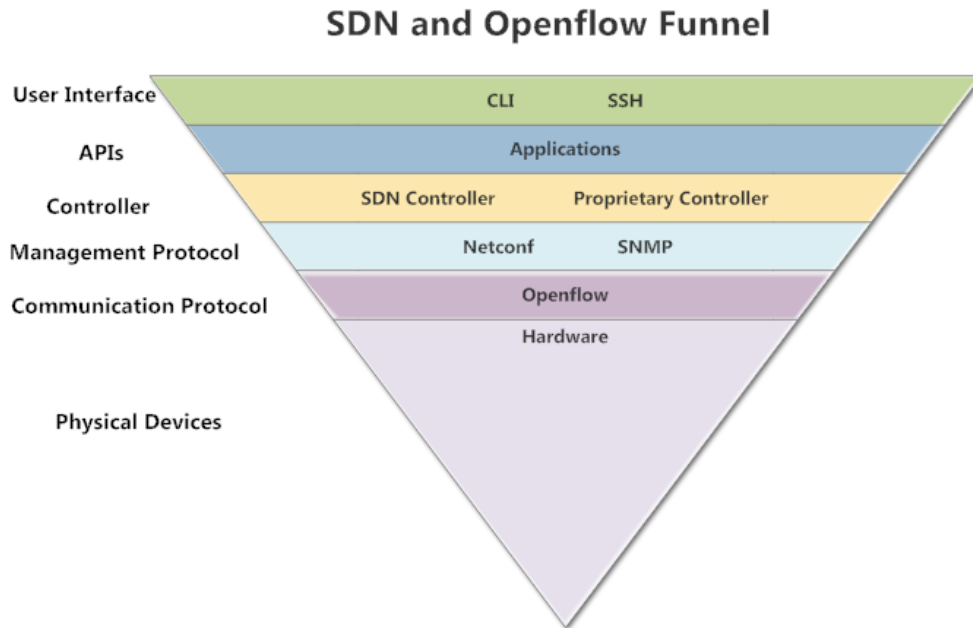 SDN and Openflow Funnel
User Interface
CLI SSH
APIs
Applications
Controller
SDN Controller Proprietary Controller
Management Protocol
Netconf SNMP
Communication Protocol
Openflow
Hardware
Physical Devices